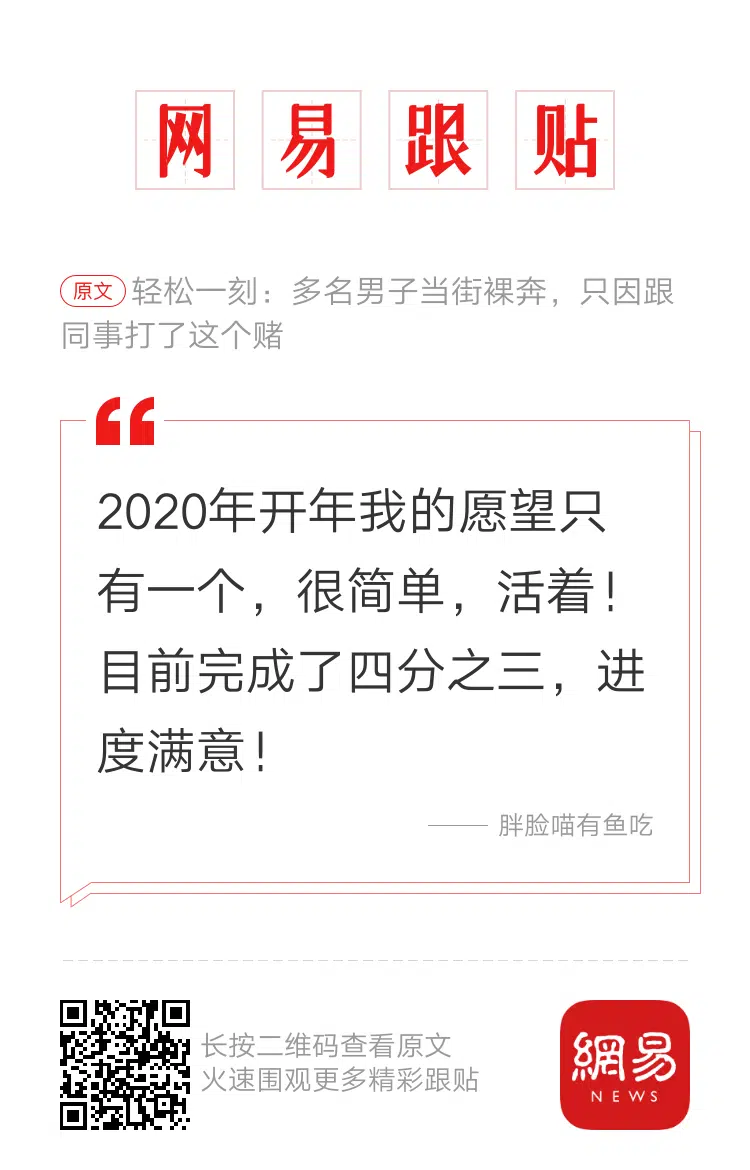 网易跟贴
原文 轻松一刻：多名男子当街裸奔，只因跟
同事打了这个赌
2020年开年我的愿望只
有一个，很简单，活着！
目前完成了四分之三，进
度满意！
—— 胖脸喵有鱼吃
长按二维码查看原文
火速围观更多精彩跟贴
網易
NEWS